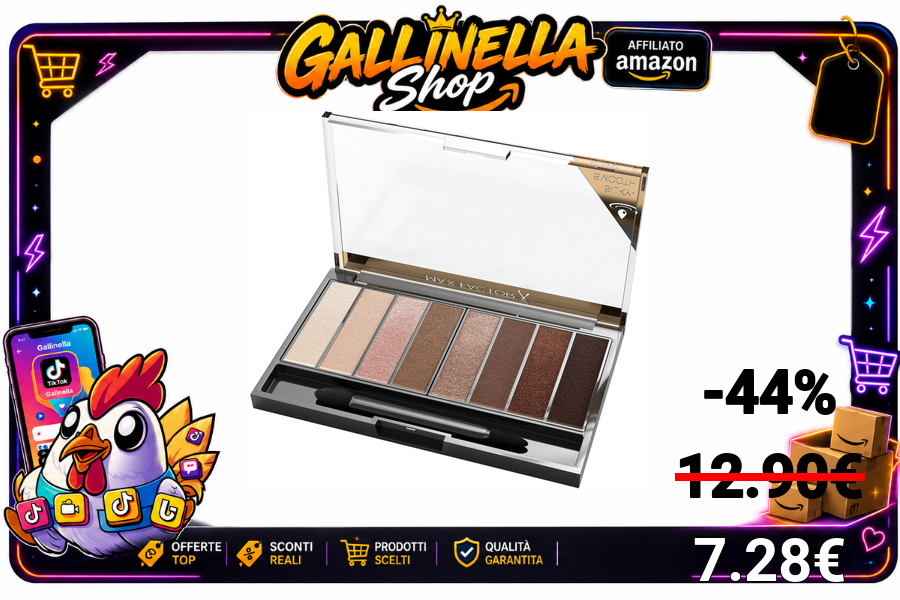 GALLINELLA
Shop
AFFILIATO
amazon
MAX FACTOR X
Gallinella
TikTok
Gallinella
-44%
12.90€
7.28€
OFFERTE
TOP
SCONTI
REALI
PRODOTTI
SCELTI
QUALITÀ
GARANTITA